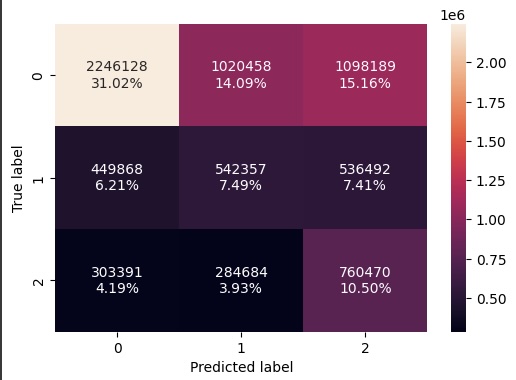 1e6
2246128 1020458 1098189
31.02% 14.09% 15.16%
0
449868 542357 536492
6.21% 7.49% 7.41%
1
303391 284684 760470
4.19% 3.93% 10.50%
2
0 1 2
True label
Predicted label
2.00
1.75
1.50
1.25
1.00
0.75
0.50